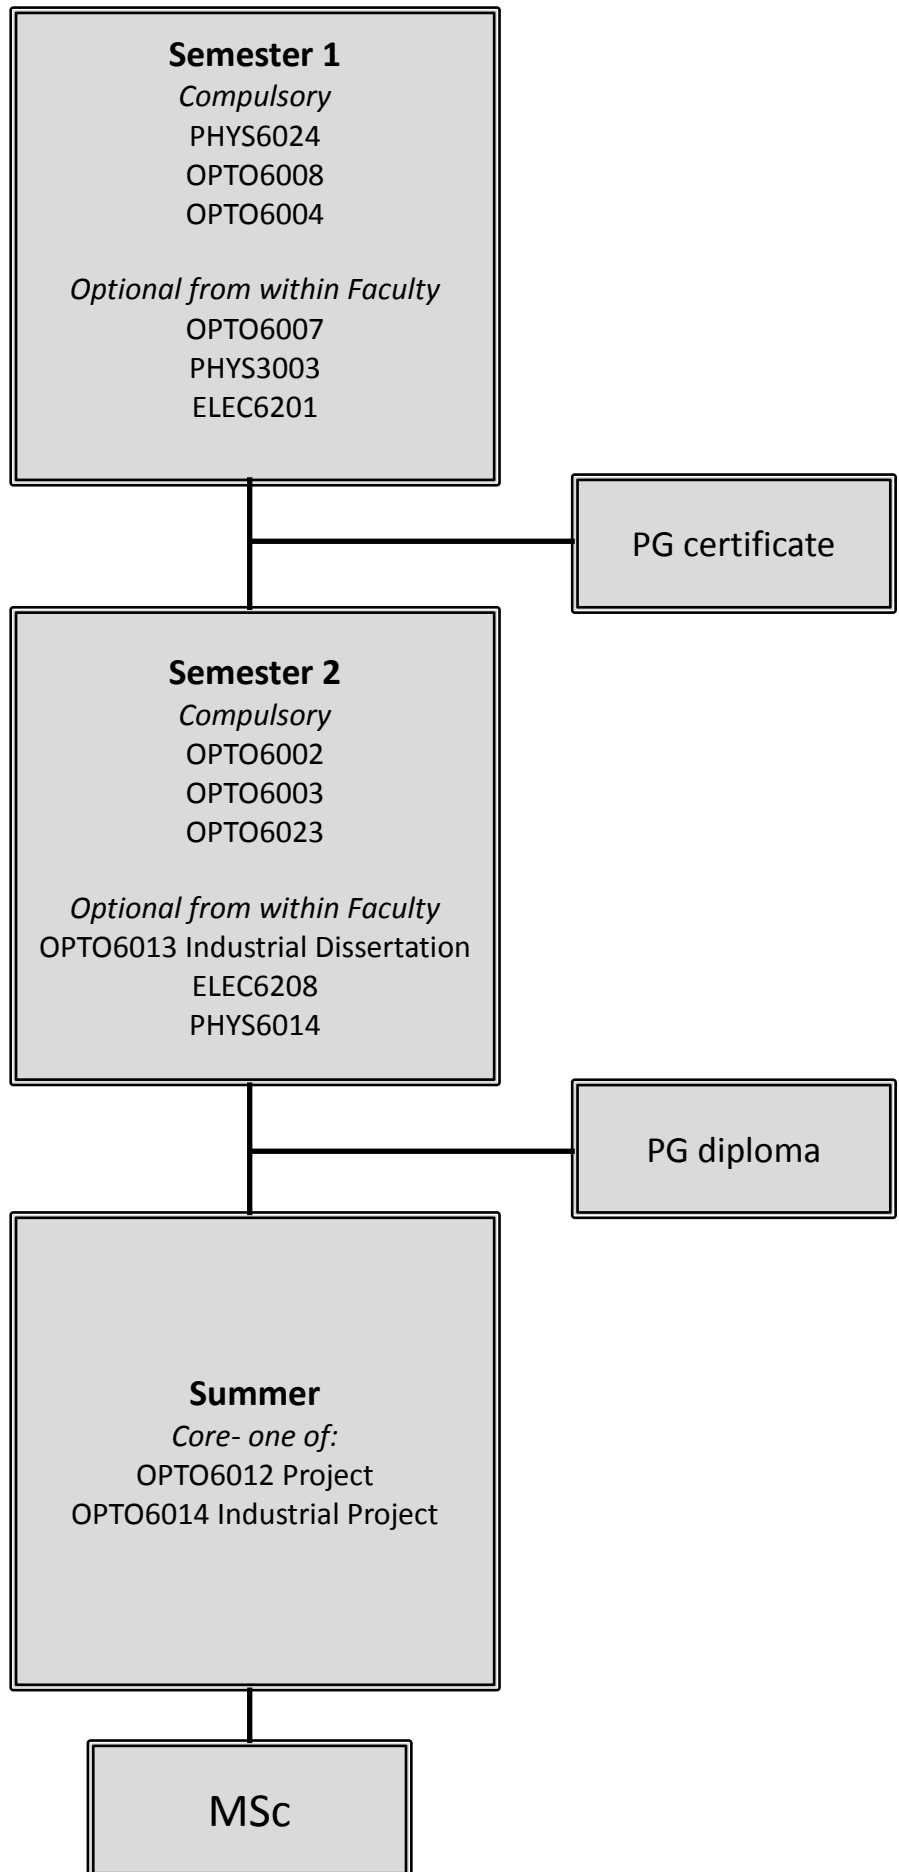 Semester 1
Compulsory
PHYS6024
OPTO6008
OPTO6004
Optional from within Faculty
OPTO6007
PHYS3003
ELEC6201
PG certificate
Semester 2
Compulsory
OPTO6002
OPTO6003
OPTO6023
Optional from within Faculty
OPTO6013 Industrial Dissertation
ELEC6208
PHYS6014
PG diploma
Summer
Core- one of:
OPTO6012 Project
OPTO6014 Industrial Project
MSc